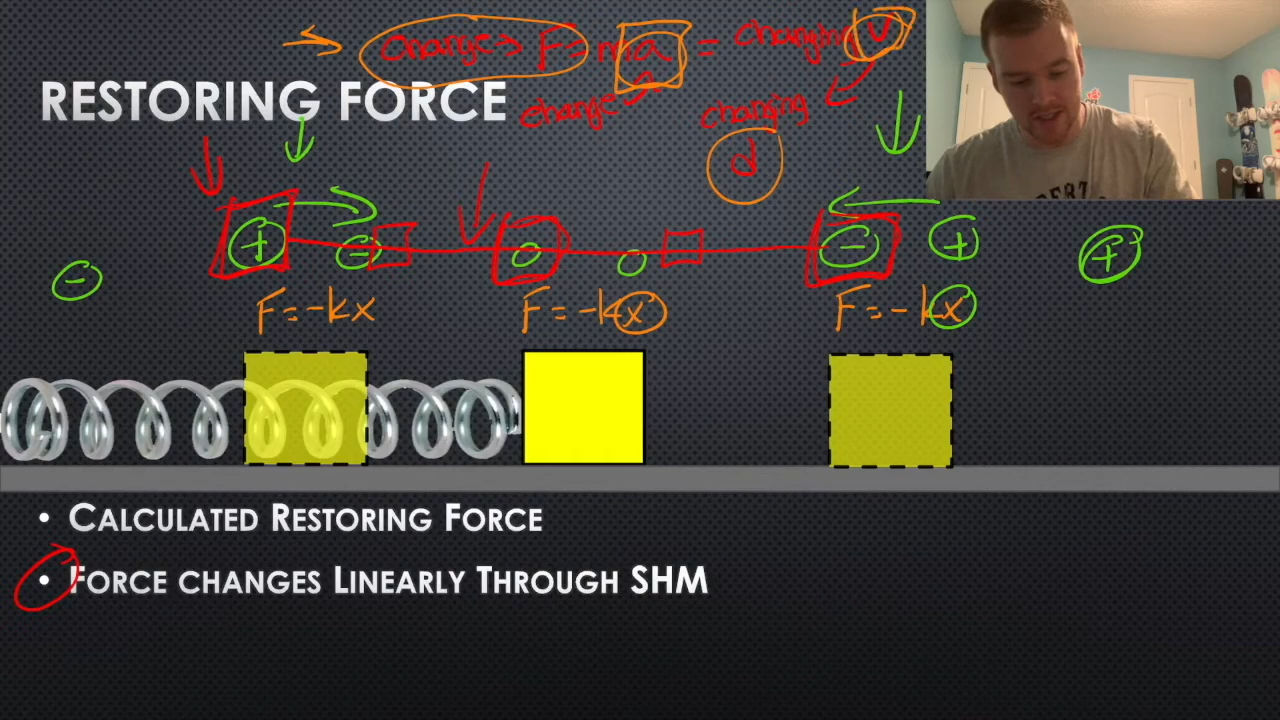 change → F = ma = changing v
RESTORING FORCE
change
changing
d
+ - 0 0 - + +
-
F = -kx F = -kx F = -kx
• CALCULATED RESTORING FORCE
• FORCE CHANGES LINEARLY THROUGH SHM